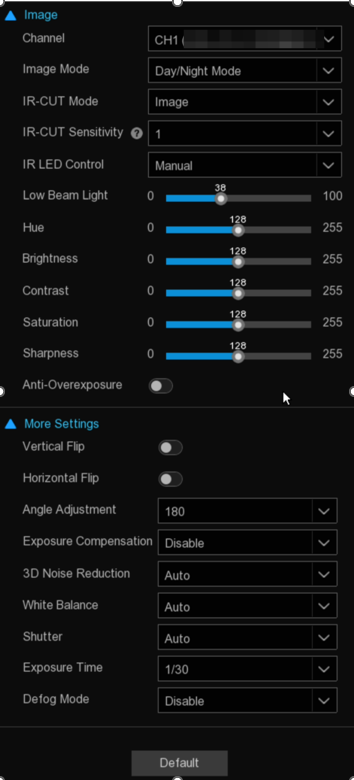 Image
Channel CH1 (
Image Mode Day/Night Mode
IR-CUT Mode Image
IR-CUT Sensitivity ? 1
IR LED Control Manual
Low Beam Light 0 38 100
Hue 0 128 255
Brightness 0 128 255
Contrast 0 128 255
Saturation 0 128 255
Sharpness 0 128 255
Anti-Overexposure
More Settings
Vertical Flip
Horizontal Flip
Angle Adjustment 180
Exposure Compensation Disable
3D Noise Reduction Auto
White Balance Auto
Shutter Auto
Exposure Time 1/30
Defog Mode Disable
Default